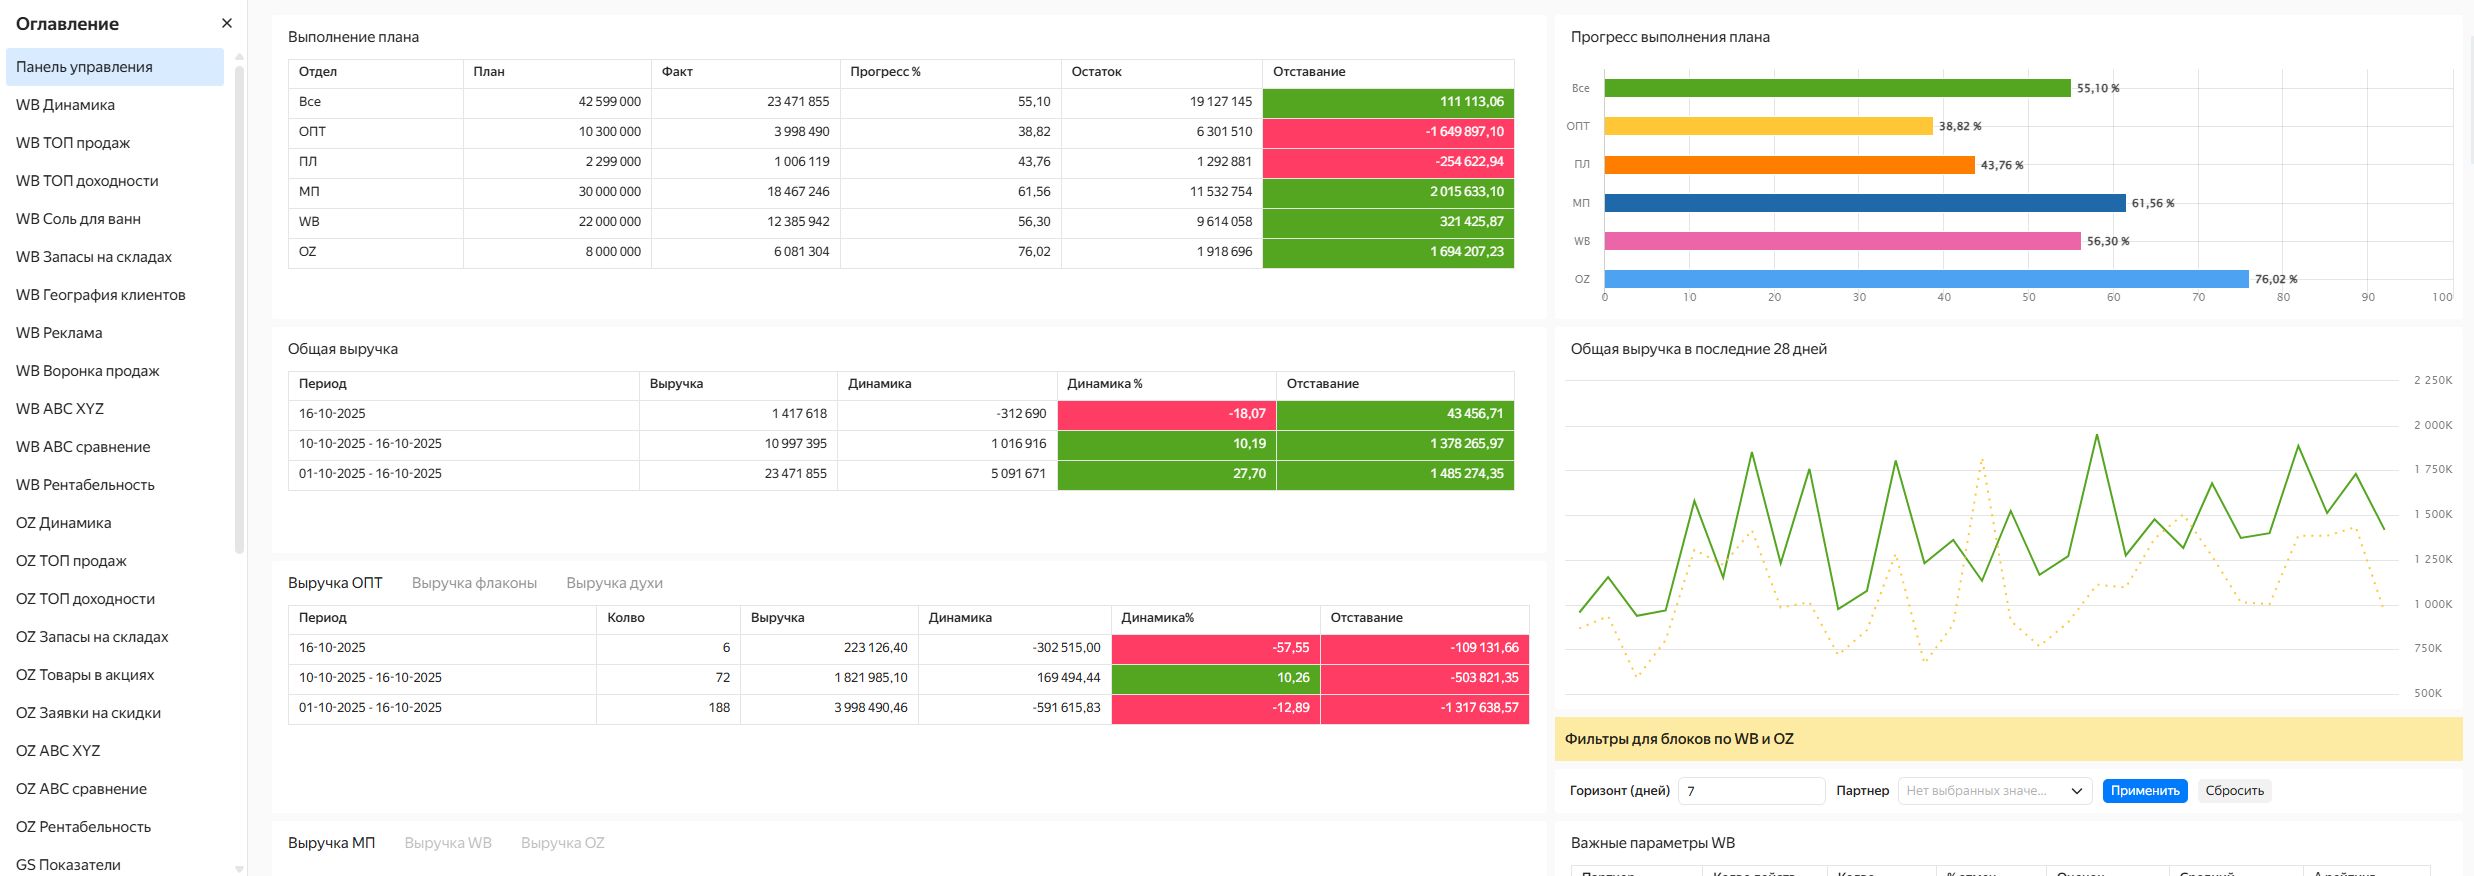 Оглавление ×
Панель управления
WB Динамика
WB ТОП продаж
WB ТОП доходности
WB Соль для ванн
WB Запасы на складах
WB География клиентов
WB Реклама
WB Воронка продаж
WB ABC XYZ
WB ABC сравнение
WB Рентабельность
OZ Динамика
OZ ТОП продаж
OZ ТОП доходности
OZ Запасы на складах
OZ Товары в акциях
OZ Заявки на скидки
OZ ABC XYZ
OZ ABC сравнение
OZ Рентабельность
GS Показатели
Выполнение плана
Отдел План Факт Прогресс % Остаток Отставание
Все 42 599 000 23 471 855 55,10 19 127 145 111 113,06
ОПТ 10 300 000 3 998 490 38,82 6 301 510 -1 649 897,10
ПЛ 2 299 000 1 006 119 43,76 1 292 881 -254 622,94
МП 30 000 000 18 467 246 61,56 11 532 754 2 015 633,10
WB 22 000 000 12 385 942 56,30 9 614 058 321 425,87
OZ 8 000 000 6 081 304 76,02 1 918 696 1 694 207,23
Прогресс выполнения плана
Все 55,10 %
ОПТ 38,82 %
ПЛ 43,76 %
МП 61,56 %
WB 56,30 %
OZ 76,02 %
0 10 20 30 40 50 60 70 80 90 100
Общая выручка
Период Выручка Динамика Динамика % Отставание
16-10-2025 1 417 618 -312 690 -18,07 43 456,71
10-10-2025 - 16-10-2025 10 997 395 1 016 916 10,19 1 378 265,97
01-10-2025 - 16-10-2025 23 471 855 5 091 671 27,70 1 485 274,35
Общая выручка в последние 28 дней
2 250K
2 000K
1 750K
1 500K
1 250K
1 000K
750K
500K
Выручка ОПТ Выручка флаконы Выручка духи
Период Колво Выручка Динамика Динамика% Отставание
16-10-2025 6 223 126,40 -302 515,00 -57,55 -109 131,66
10-10-2025 - 16-10-2025 72 1 821 985,10 169 494,44 10,26 -503 821,35
01-10-2025 - 16-10-2025 188 3 998 490,46 -591 615,83 -12,89 -1 317 638,57
Фильтры для блоков по WB и OZ
Горизонт (дней) 7 Партнер Нет выбранных значе... Применить Сбросить
Выручка МП Выручка WB Выручка OZ
Важные параметры WB